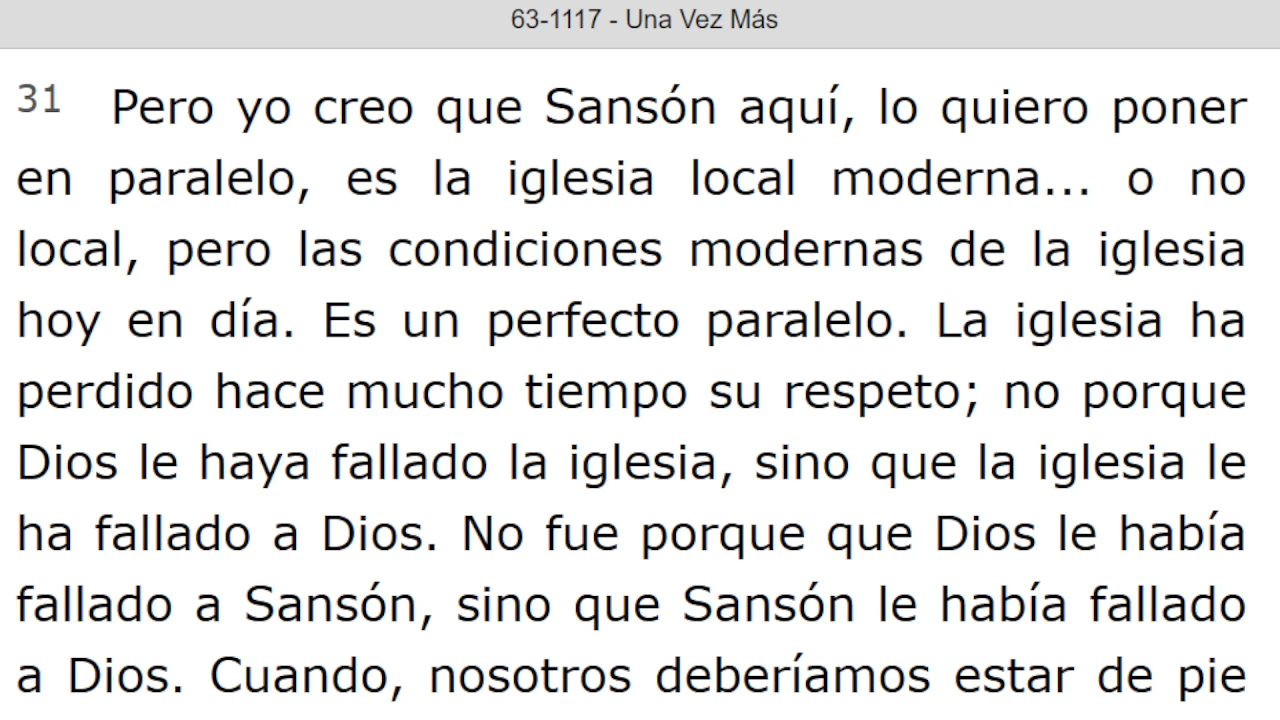 63-1117 - Una Vez Más
31 Pero yo creo que Sansón aquí, lo quiero poner
en paralelo, es la iglesia local moderna... o no
local, pero las condiciones modernas de la iglesia
hoy en día. Es un perfecto paralelo. La iglesia ha
perdido hace mucho tiempo su respeto; no porque
Dios le haya fallado la iglesia, sino que la iglesia le
ha fallado a Dios. No fue porque que Dios le había
fallado a Sansón, sino que Sansón le había fallado
a Dios. Cuando, nosotros deberíamos estar de pie